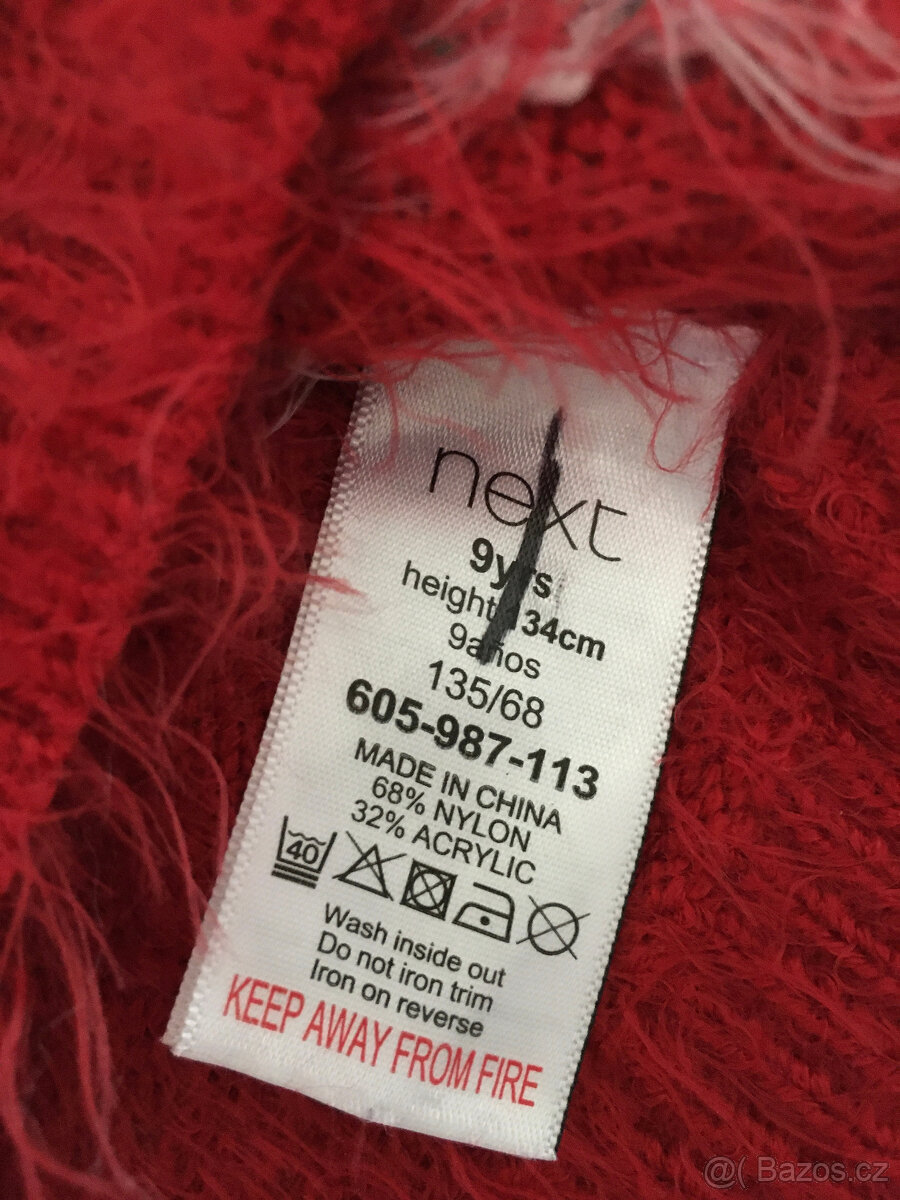 next
9yrs
height 134cm
9años
135/68
605-987-113
MADE IN CHINA
68% NYLON
32% ACRYLIC
40
Wash inside out
Do not iron trim
Iron on reverse
KEEP AWAY FROM FIRE
@( Bazos.cz